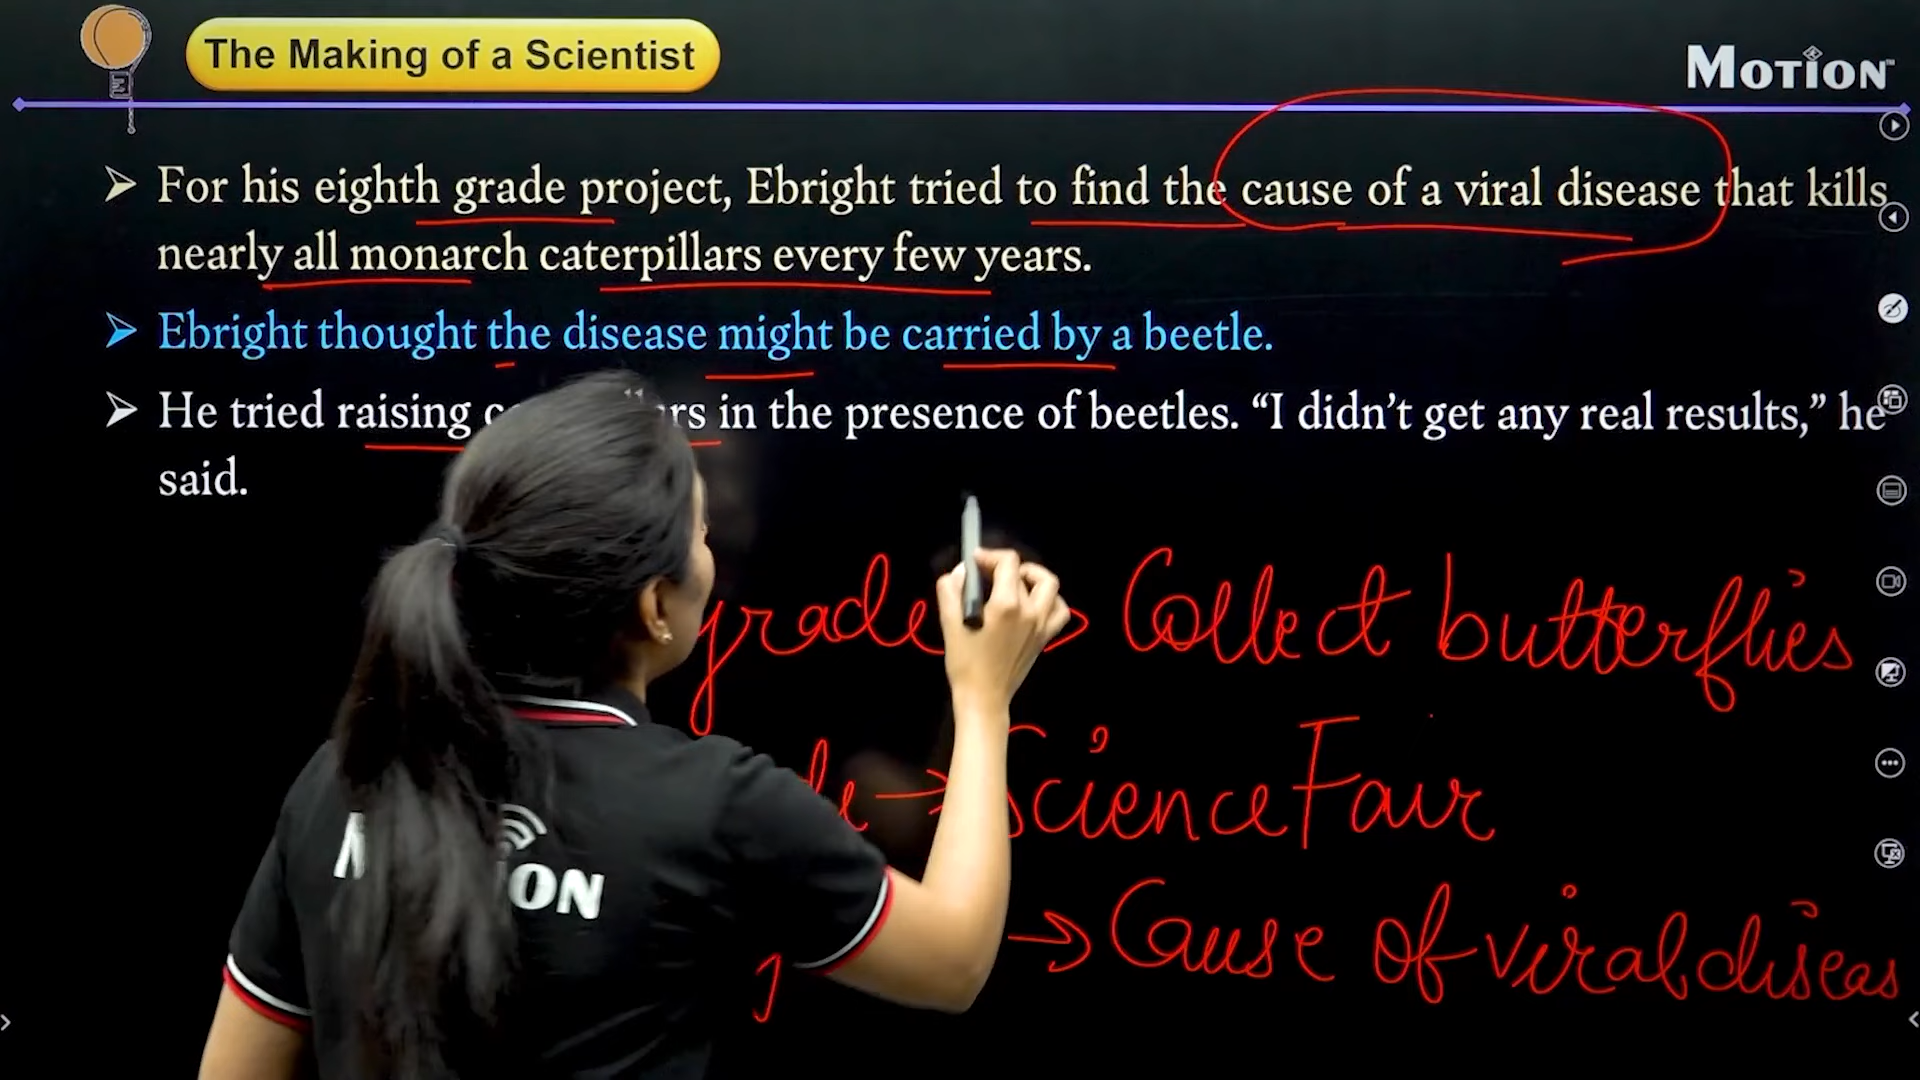 The Making of a Scientist
MOTION
For his eighth grade project, Ebright tried to find the cause of a viral disease that kills
nearly all monarch caterpillars every few years.
Ebright thought the disease might be carried by a beetle.
He tried raising in the presence of beetles. “I didn’t get any real results,” he
said.
grade → Collect butterflies
→ Science Fair
→ Cause of viral diseas
ON